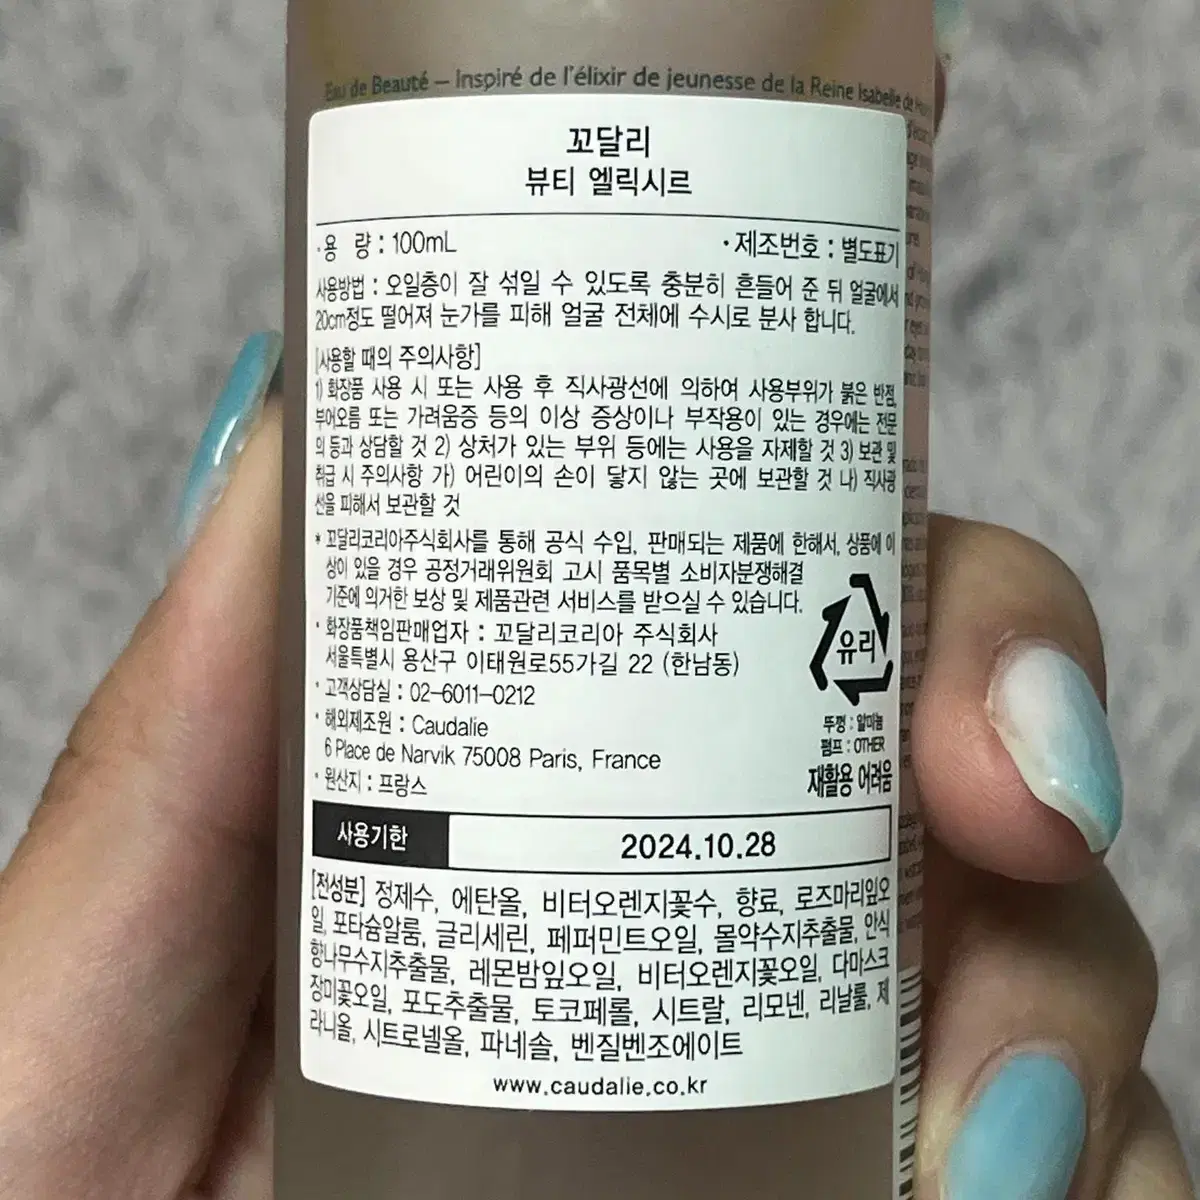 Eau de Beauté – Inspiré de l'élixir de jeunesse de la Reine Isabelle de
꼬달리
뷰티 엘릭시르
·용 량 : 100mL ·제조번호 : 별도표기
사용방법 : 오일층이 잘 섞일 수 있도록 충분히 흔들어 준 뒤 얼굴에서
20cm정도 떨어져 눈가를 피해 얼굴 전체에 수시로 분사 합니다.
[사용할 때의 주의사항]
1) 화장품 사용 시 또는 사용 후 직사광선에 의하여 사용부위가 붉은 반점,
부어오름 또는 가려움증 등의 이상 증상이나 부작용이 있는 경우에는 전문
의 등과 상담할 것 2) 상처가 있는 부위 등에는 사용을 자제할 것 3) 보관 및
취급 시 주의사항 가) 어린이의 손이 닿지 않는 곳에 보관할 것 나) 직사광
선을 피해서 보관할 것
* 꼬달리코리아주식회사를 통해 공식 수입, 판매되는 제품에 한해서, 상품에 이
상이 있을 경우 공정거래위원회 고시 품목별 소비자분쟁해결
기준에 의거한 보상 및 제품관련 서비스를 받으실 수 있습니다.
· 화장품책임판매업자 : 꼬달리코리아 주식회사
서울특별시 용산구 이태원로55가길 22 (한남동)
· 고객상담실 : 02-6011-0212
· 해외제조원 : Caudalie
6 Place de Narvik 75008 Paris, France
· 원산지 : 프랑스
유리
뚜껑 : 알미늄
펌프 : OTHER
재활용 어려움
사용기한 2024.10.28
[전성분] 정제수, 에탄올, 비터오렌지꽃수, 향료, 로즈마리잎오
일, 포타슘알룸, 글리세린, 페퍼민트오일, 몰약수지추출물, 안식
향나무수지추출물, 레몬밤잎오일, 비터오렌지꽃오일, 다마스크
장미꽃오일, 포도추출물, 토코페롤, 시트랄, 리모넨, 리날룰, 제
라니올, 시트로넬올, 파네솔, 벤질벤조에이트
www.caudalie.co.kr